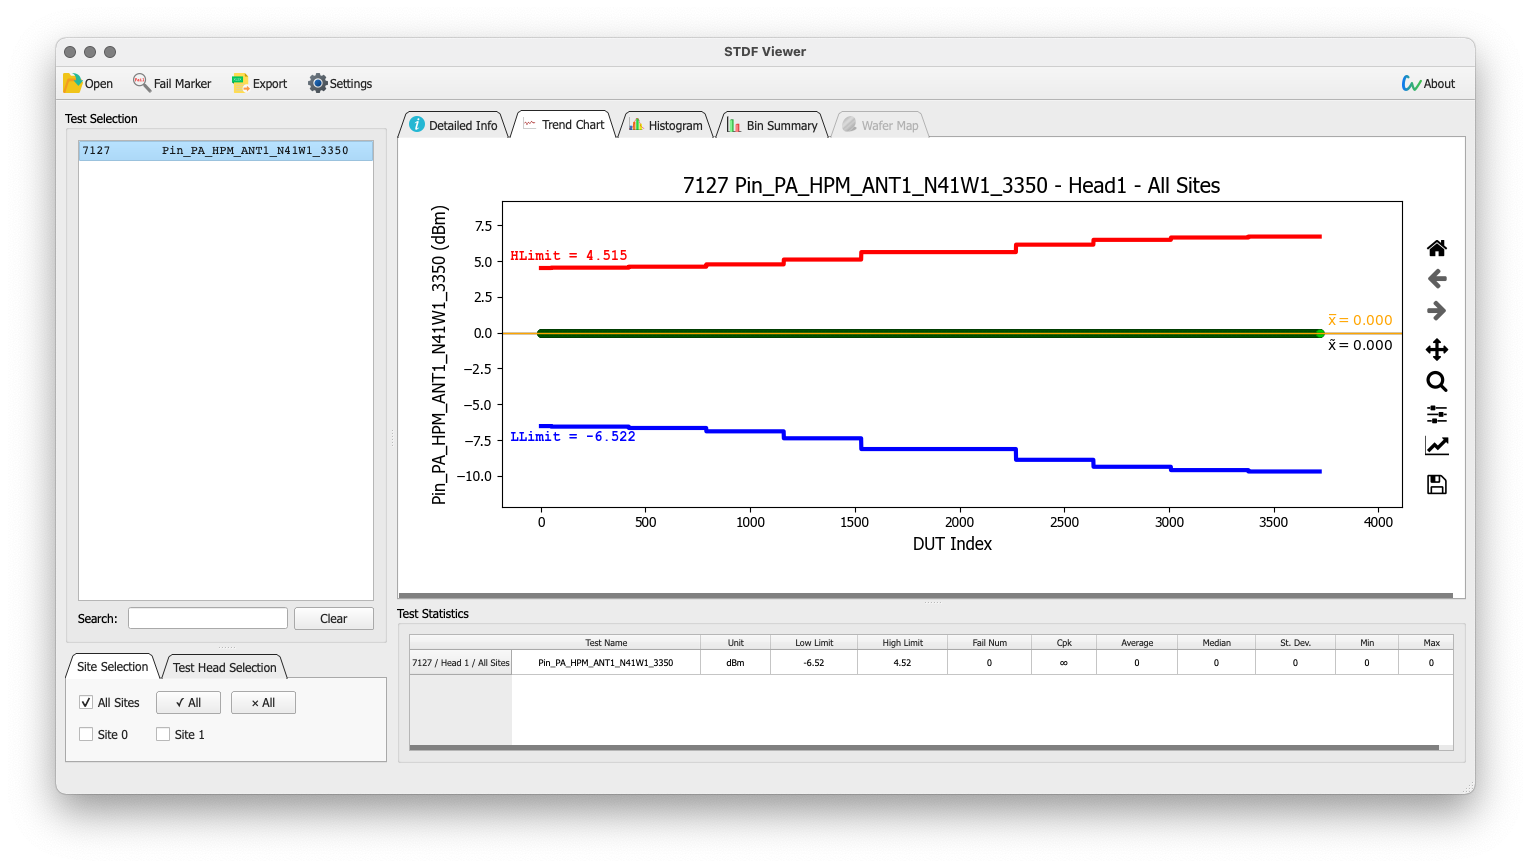 STDF Viewer
Open Fail Marker Export Settings About
Test Selection
7127 Pin_PA_HPM_ANT1_N41W1_3350
Search: Clear
Site Selection Test Head Selection
All Sites ✓ All × All
Site 0 Site 1
Detailed Info Trend Chart Histogram Bin Summary Wafer Map
7127 Pin_PA_HPM_ANT1_N41W1_3350 - Head1 - All Sites
Pin_PA_HPM_ANT1_N41W1_3350 (dBm)
7.5
5.0
2.5
0.0
−2.5
−5.0
−7.5
−10.0
HLimit = 4.515
x̅ = 0.000
x̃ = 0.000
LLimit = -6.522
0 500 1000 1500 2000 2500 3000 3500 4000
DUT Index
Test Statistics
Test Name Unit Low Limit High Limit Fail Num Cpk Average Median St. Dev. Min Max
7127 / Head 1 / All Sites Pin_PA_HPM_ANT1_N41W1_3350 dBm -6.52 4.52 0 ∞ 0 0 0 0 0